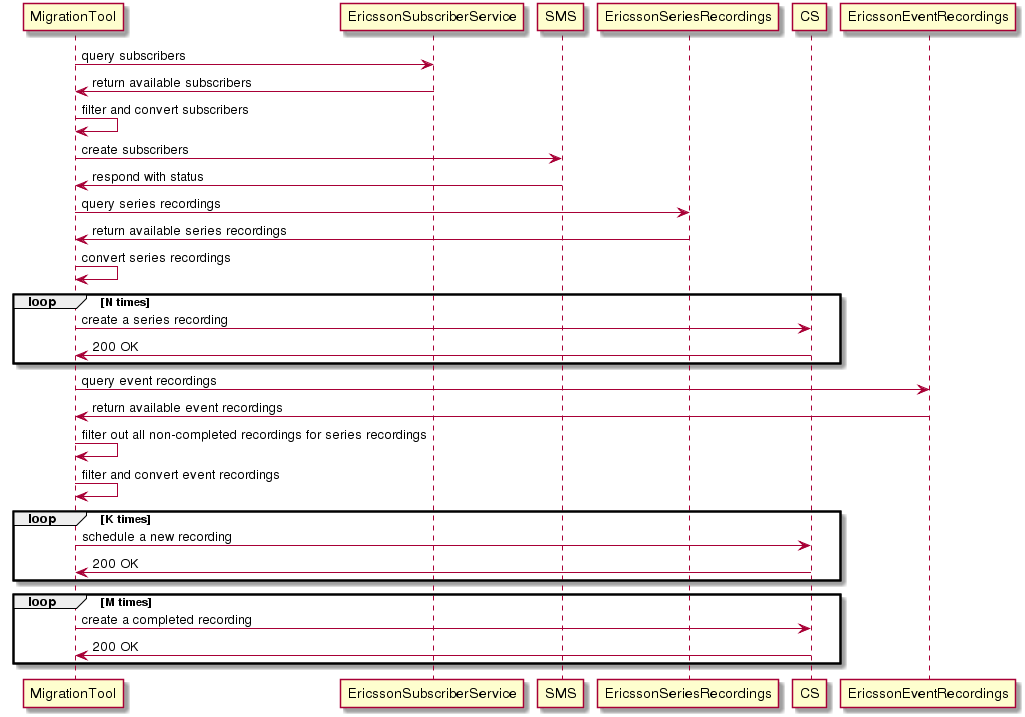 MigrationTool EricssonSubscriberService SMS EricssonSeriesRecordings CS EricssonEventRecordings
query subscribers
return available subscribers
filter and convert subscribers
create subscribers
respond with status
query series recordings
return available series recordings
convert series recordings
loop [N times]
create a series recording
200 OK
query event recordings
return available event recordings
filter out all non-completed recordings for series recordings
filter and convert event recordings
loop [K times]
schedule a new recording
200 OK
loop [M times]
create a completed recording
200 OK
MigrationTool EricssonSubscriberService SMS EricssonSeriesRecordings CS EricssonEventRecordings